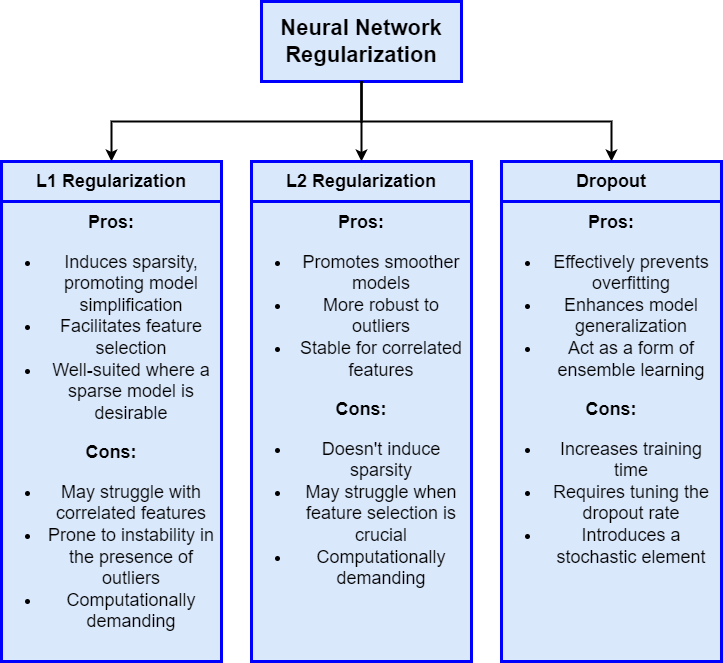 Neural Network
Regularization
L1 Regularization
Pros:
• Induces sparsity,
promoting model
simplification
• Facilitates feature
selection
• Well-suited where a
sparse model is
desirable
Cons:
• May struggle with
correlated features
• Prone to instability in
the presence of
outliers
• Computationally
demanding
L2 Regularization
Pros:
• Promotes smoother
models
• More robust to
outliers
• Stable for correlated
features
Cons:
• Doesn't induce
sparsity
• May struggle when
feature selection is
crucial
• Computationally
demanding
Dropout
Pros:
• Effectively prevents
overfitting
• Enhances model
generalization
• Act as a form of
ensemble learning
Cons:
• Increases training
time
• Requires tuning the
dropout rate
• Introduces a
stochastic element